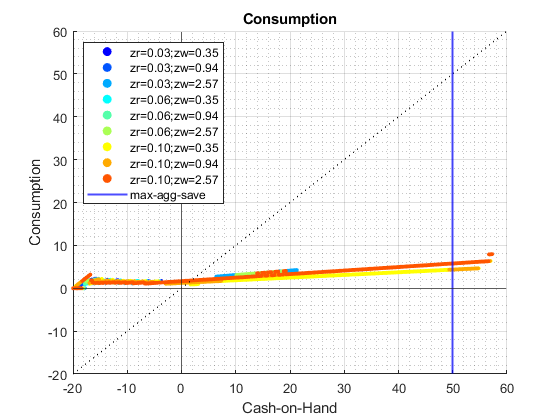 Consumption
60
50
40
30
20
10
0
-10
-20
Consumption
zr=0.03;zw=0.35
zr=0.03;zw=0.94
zr=0.03;zw=2.57
zr=0.06;zw=0.35
zr=0.06;zw=0.94
zr=0.06;zw=2.57
zr=0.10;zw=0.35
zr=0.10;zw=0.94
zr=0.10;zw=2.57
max-agg-save
-20 -10 0 10 20 30 40 50 60
Cash-on-Hand